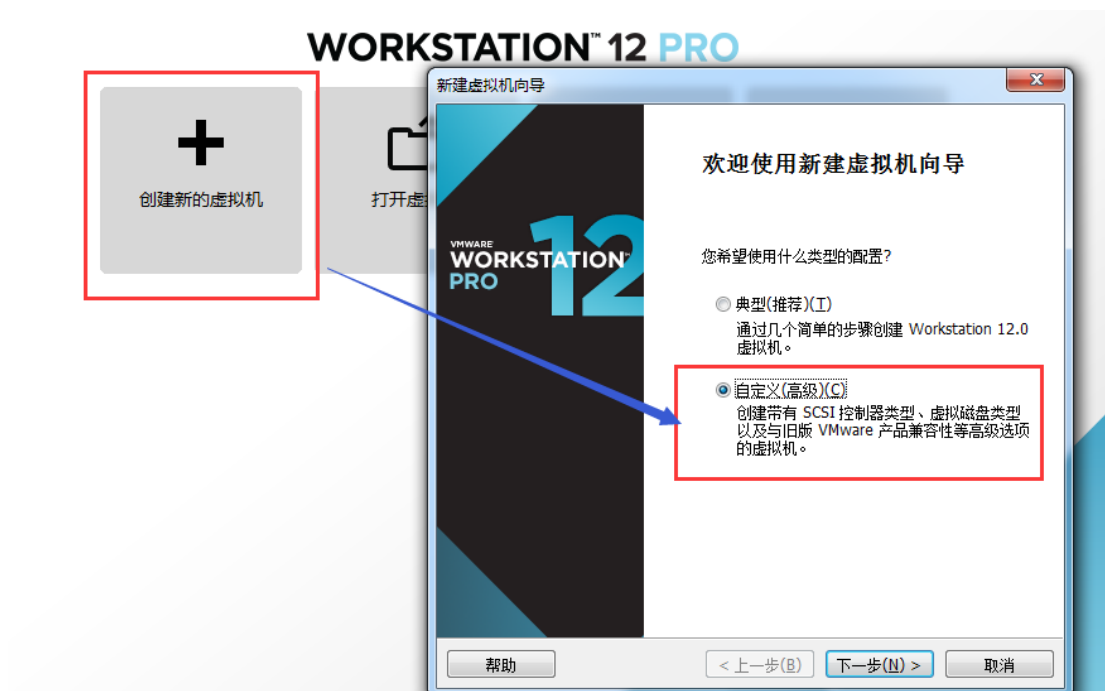 WORKSTATION™ 12 PRO
创建新的虚拟机
打开虚
新建虚拟机向导
x
12
VMWARE
WORKSTATION™
PRO
欢迎使用新建虚拟机向导
您希望使用什么类型的配置?
典型(推荐)(T)
通过几个简单的步骤创建 Workstation 12.0
虚拟机。
自定义(高级)(C)
创建带有 SCSI 控制器类型、虚拟磁盘类型
以及与旧版 VMware 产品兼容性等高级选项
的虚拟机。
帮助
< 上一步(B)
下一步(N) >
取消